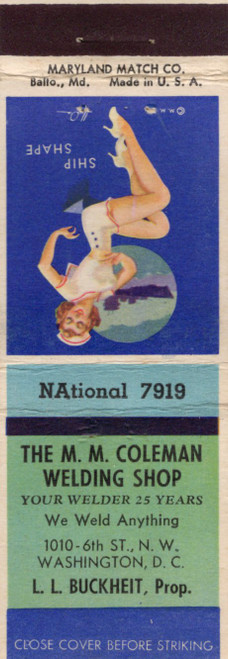 MARYLAND MATCH CO.
Balto., Md. Made in U. S. A.
SHIP
SHAPE
NAtional 7919
THE M. M. COLEMAN
WELDING SHOP
YOUR WELDER 25 YEARS
We Weld Anything
1010-6th ST., N. W.
WASHINGTON, D. C.
L. L. BUCKHEIT, Prop.
CLOSE COVER BEFORE STRIKING